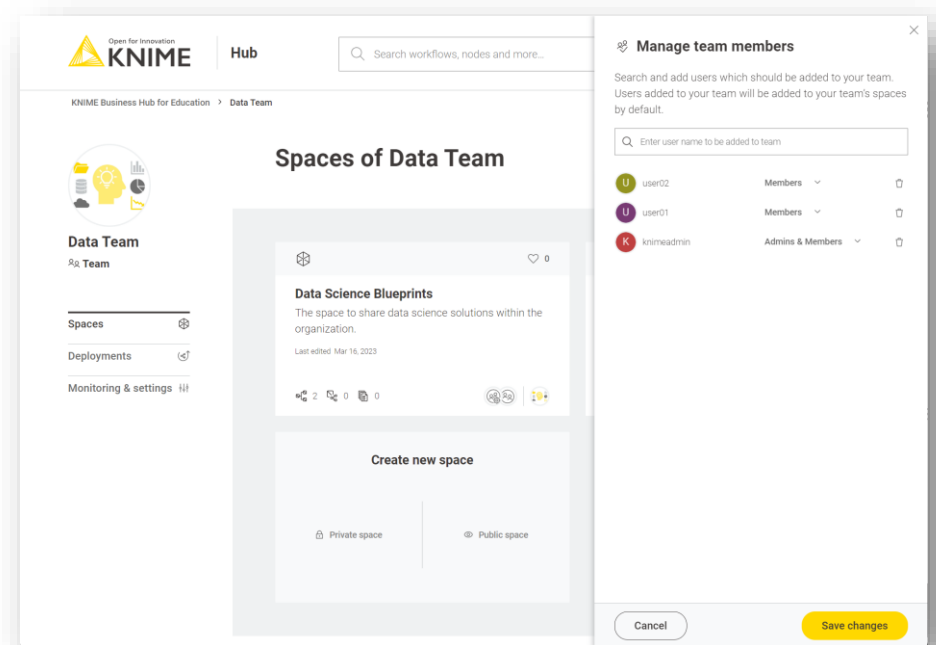 Open for Innovation
KNIME
Hub
Search workflows, nodes and more...
KNIME Business Hub for Education > Data Team
Data Team
Team
Spaces
Deployments
Monitoring & settings
Spaces of Data Team
0
Data Science Blueprints
The space to share data science solutions within the
organization.
Last edited Mar 16, 2023
2 0 0
Create new space
Private space
Public space
Manage team members
Search and add users which should be added to your team.
Users added to your team will be added to your team's spaces
by default.
Enter user name to be added to team
U user02 Members
U user01 Members
K knimeadmin Admins & Members
Cancel
Save changes